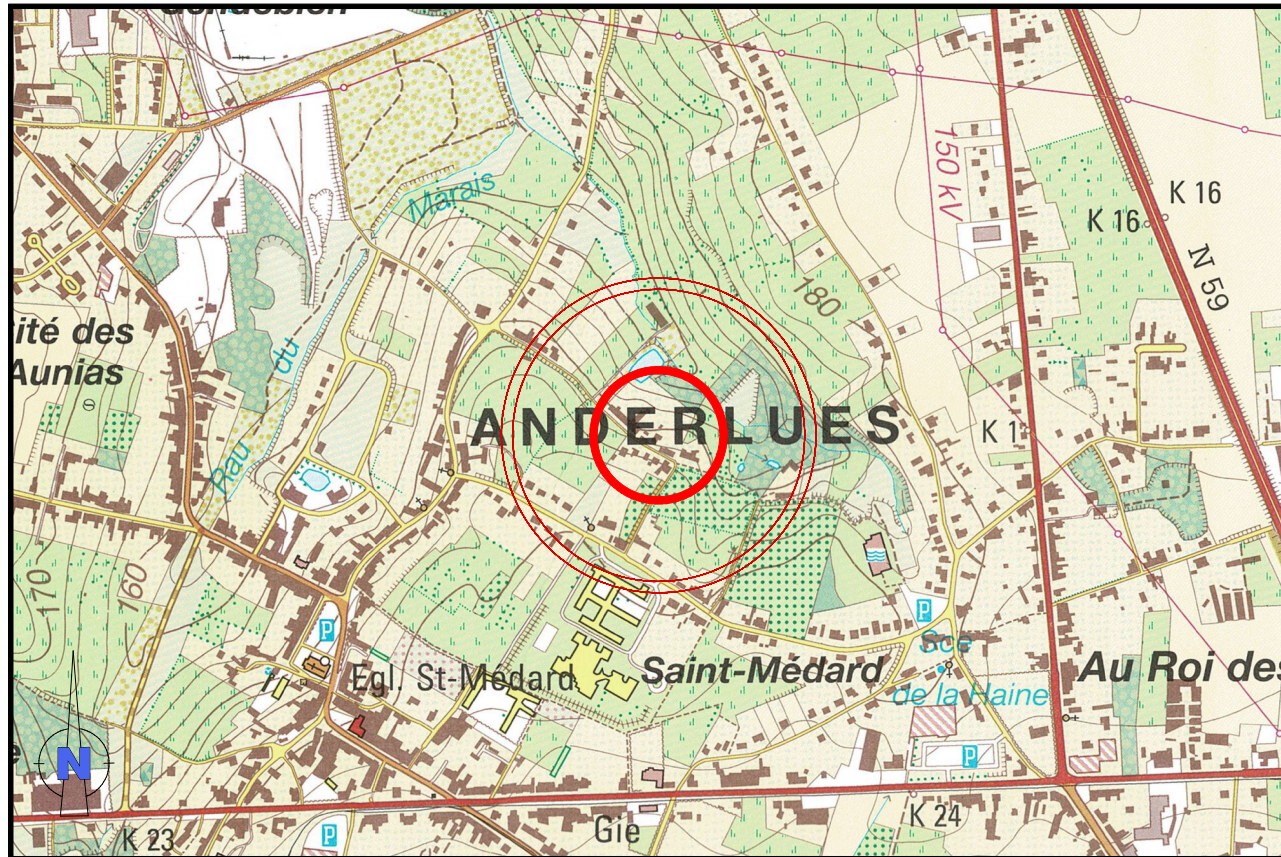 Marais
150 kV
K 16
K 16
N 59
180
ité des
Aunias
du
Rau
ANDERLUES
K 1
170
160
P
P
Sce
de la Haine
Égl. St-Médard
Saint-Médard
Au Roi des
e
N
P
K 23
P
Gie
K 24